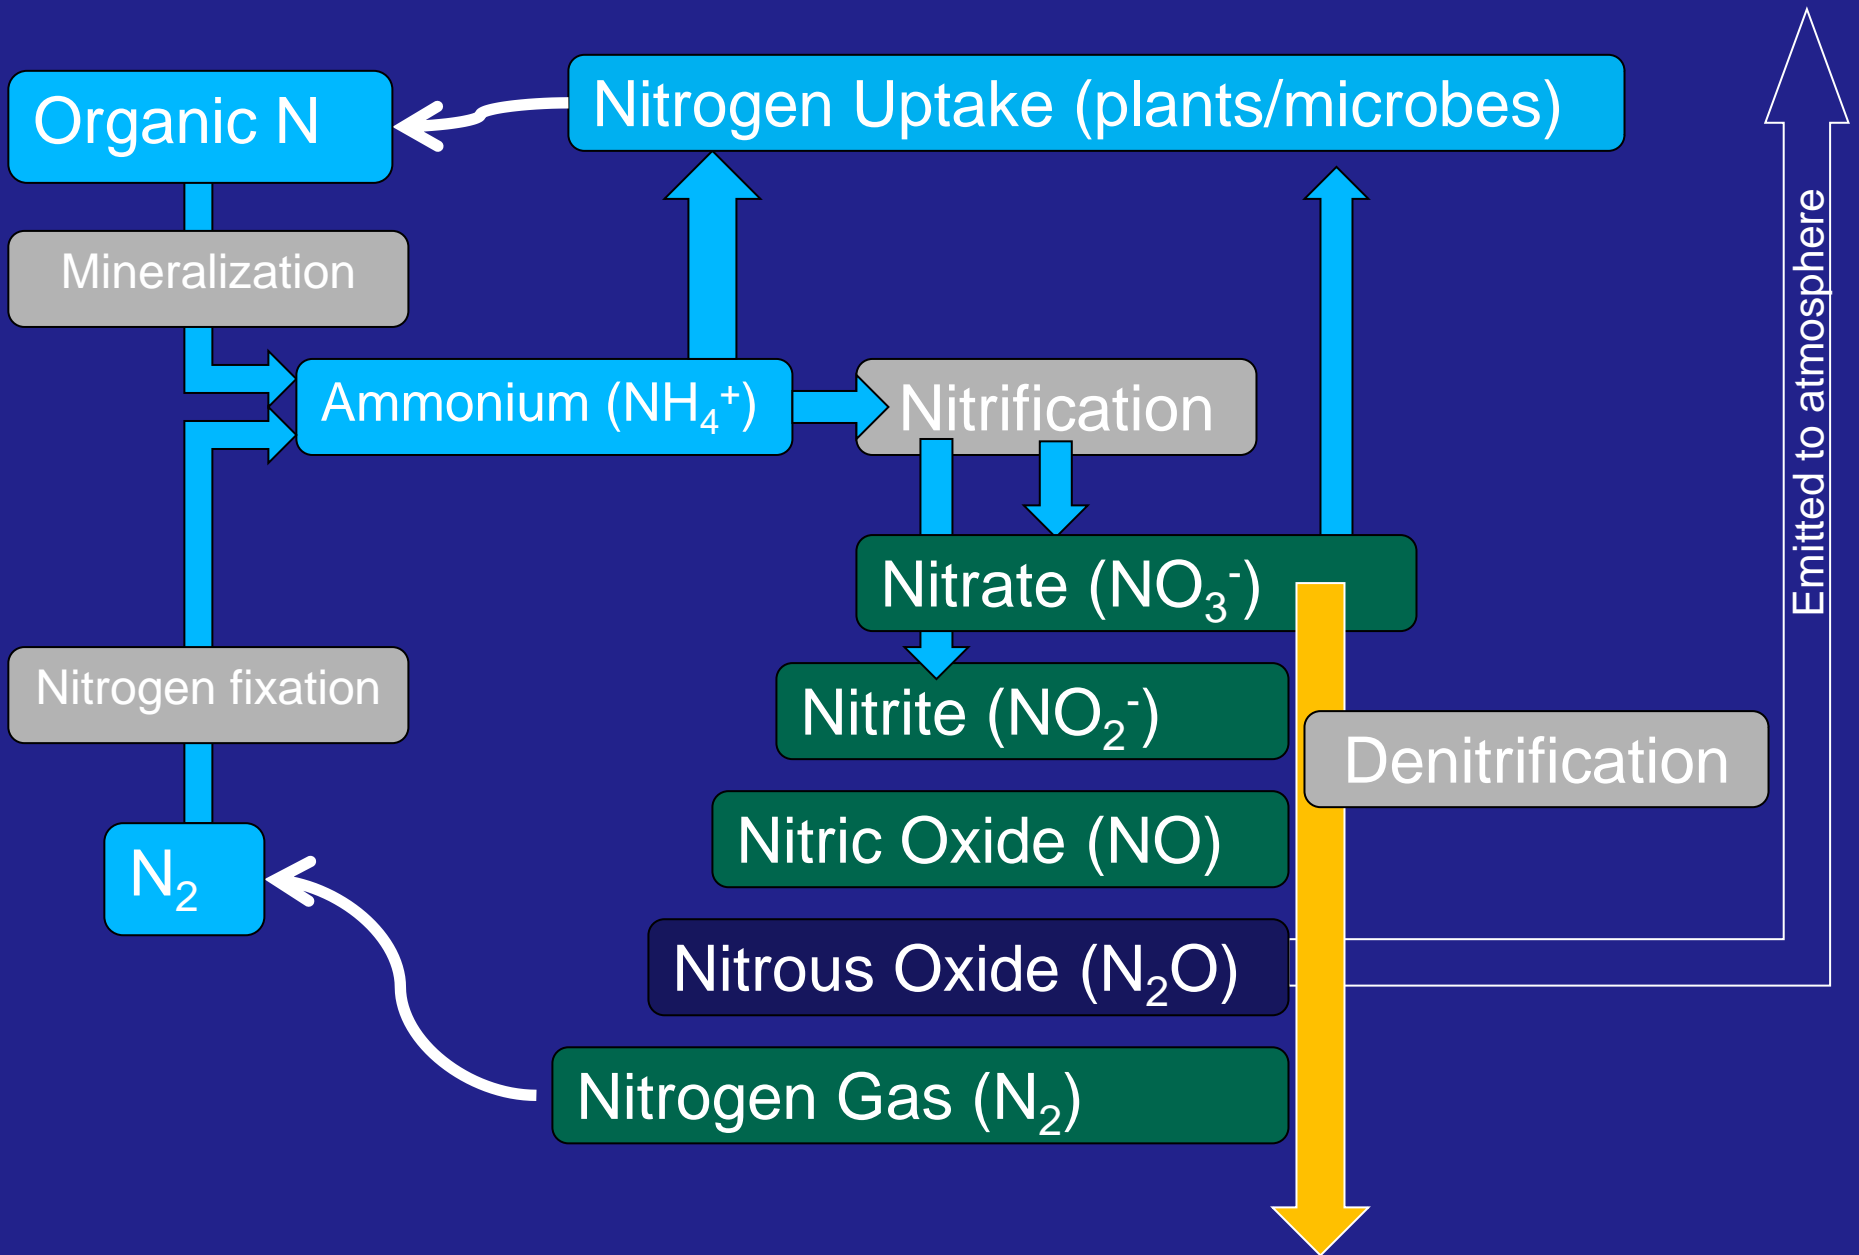 Organic N
Nitrogen Uptake (plants/microbes)
Mineralization
Ammonium (NH₄⁺)
Nitrification
Emitted to atmosphere
Nitrate (NO₃⁻)
Nitrogen fixation
Nitrite (NO₂⁻)
Denitrification
Nitric Oxide (NO)
N₂
Nitrous Oxide (N₂O)
Nitrogen Gas (N₂)